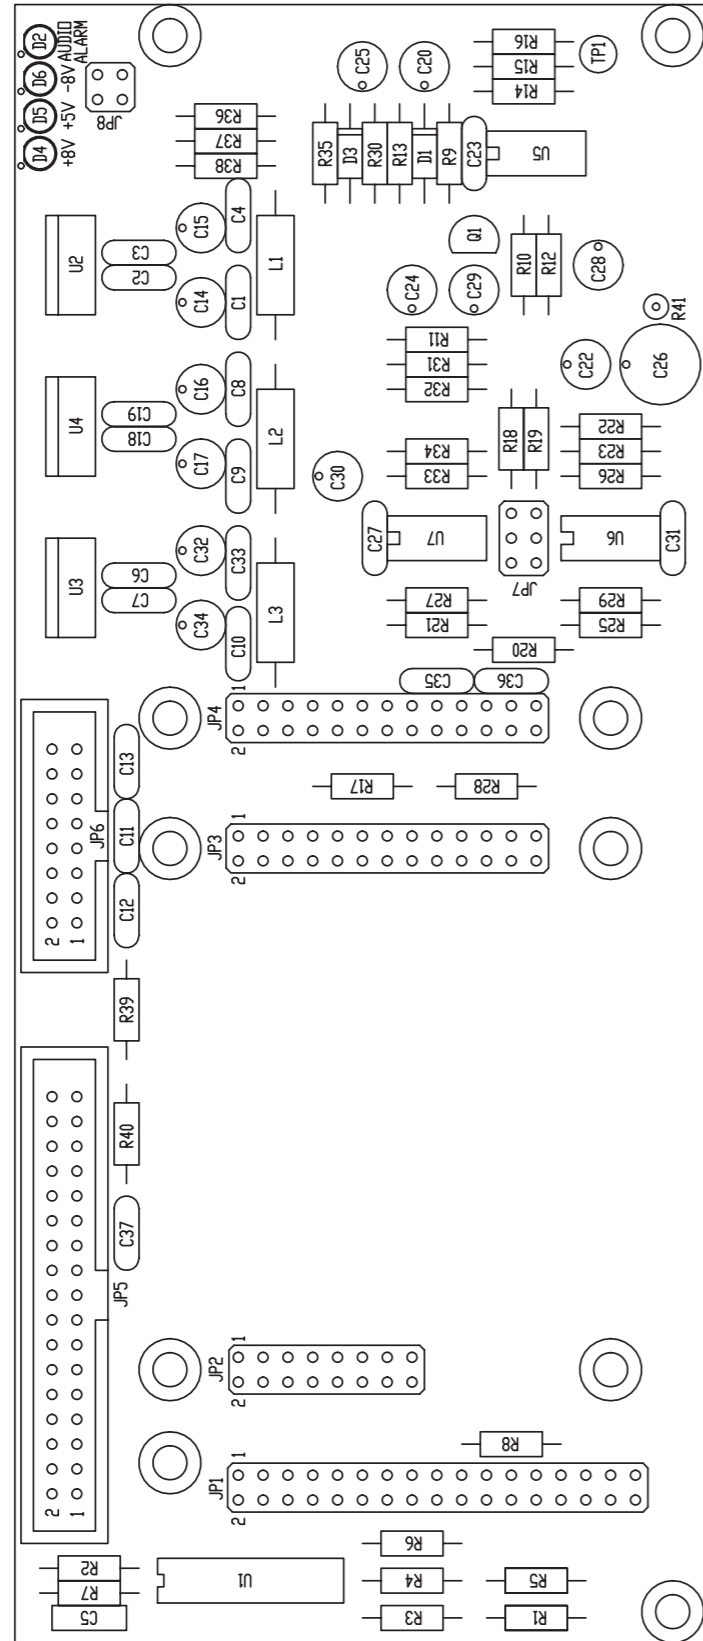 D2 AUDIO ALARM
D6 -8V
D5 +5V
D4 +8V
JP8
R36
R37
R38
C25
C20
R16
R15
R14
TP1
R35
D3
R30
R13
D1
R9
C23
U5
U2
C3
C2
C15
C14
C4
C1
L1
Q1
C24
C29
R10
R12
C28
R41
C26
C22
R11
R31
R32
U4
C19
C18
C16
C17
C8
C9
L2
C30
R34
R33
R18
R19
R22
R23
R26
C27
U7
JP7
U6
C31
U3
C6
C7
C32
C34
C33
C10
L3
R27
R21
R29
R25
R20
C35
C36
JP4
1
2
C13
C11
C12
JP6
2
1
R17
R28
JP3
1
2
R39
R40
C37
JP5
2
1
JP2
1
2
R8
JP1
1
2
R2
R7
C5
U1
R6
R4
R3
R5
R1